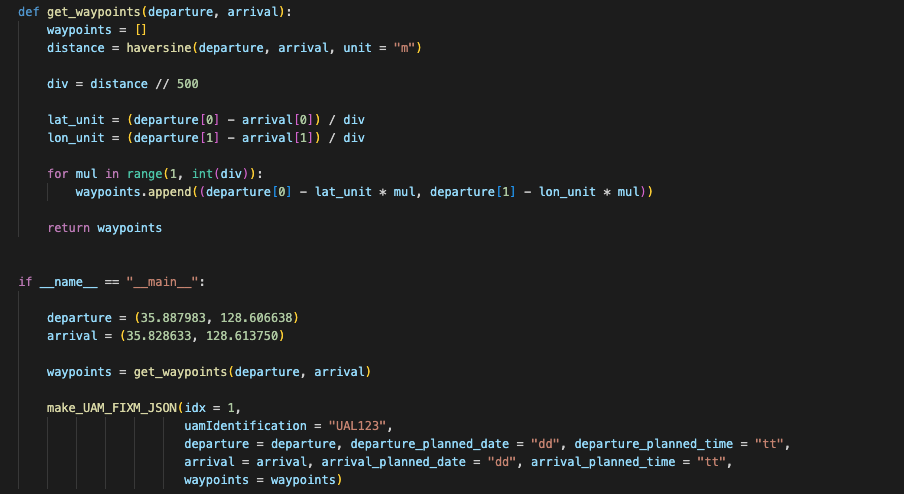 def get_waypoints(departure, arrival):
    waypoints = []
    distance = haversine(departure, arrival, unit = "m")

    div = distance // 500

    lat_unit = (departure[0] - arrival[0]) / div
    lon_unit = (departure[1] - arrival[1]) / div

    for mul in range(1, int(div)):
        waypoints.append((departure[0] - lat_unit * mul, departure[1] - lon_unit * mul))

    return waypoints


if __name__ == "__main__":

    departure = (35.887983, 128.606638)
    arrival = (35.828633, 128.613750)

    waypoints = get_waypoints(departure, arrival)

    make_UAM_FIXM_JSON(idx = 1,
                       uamIdentification = "UAL123",
                       departure = departure, departure_planned_date = "dd", departure_planned_time = "tt",
                       arrival = arrival, arrival_planned_date = "dd", arrival_planned_time = "tt",
                       waypoints = waypoints)